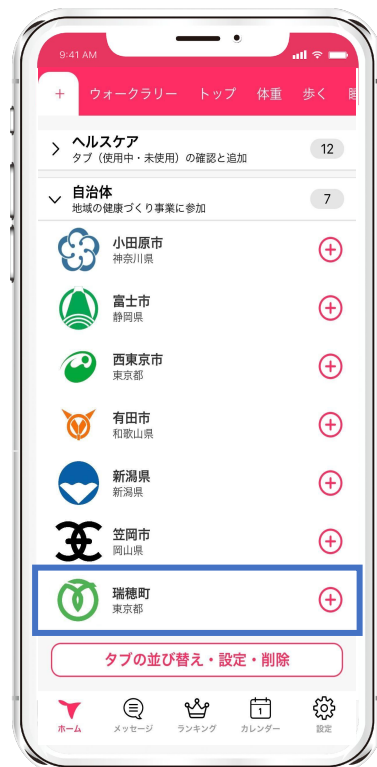 9:41 AM
+ ウォークラリー トップ 体重 歩く
ヘルスケア
タブ（使用中・未使用）の確認と追加
12
自治体
地域の健康づくり事業に参加
7
小田原市
神奈川県
富士市
静岡県
西東京市
東京都
有田市
和歌山県
新潟県
新潟県
笠岡市
岡山県
瑞穂町
東京都
タブの並び替え・設定・削除
1
ホーム メッセージ ランキング カレンダー 設定